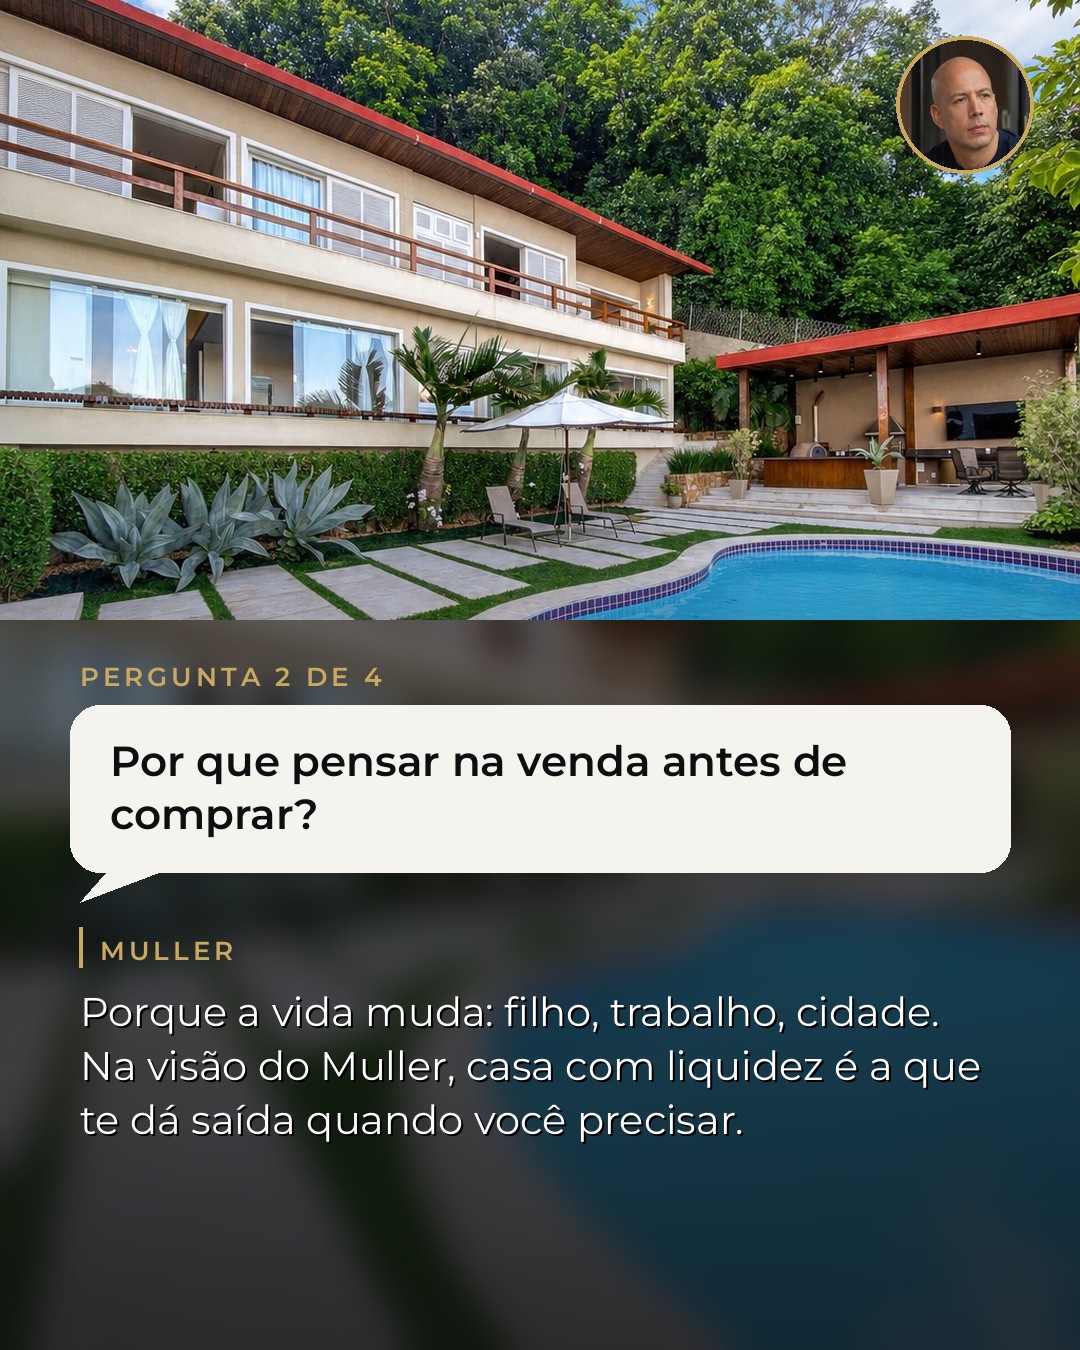 PERGUNTA 2 DE 4
Por que pensar na venda antes de
comprar?
MULLER
Porque a vida muda: filho, trabalho, cidade.
Na visão do Muller, casa com liquidez é a que
te dá saída quando você precisar.